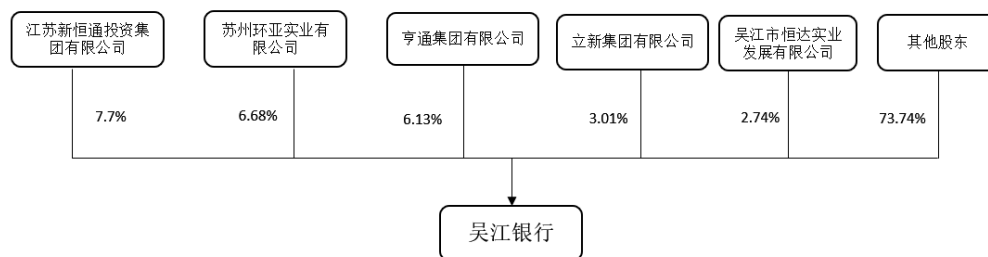 江苏新恒通投资集
团有限公司
苏州环亚实业有
限公司
亨通集团有限公司
立新集团有限公司
吴江市恒达实业
发展有限公司
其他股东
7.7%
6.68%
6.13%
3.01%
2.74%
73.74%
吴江银行